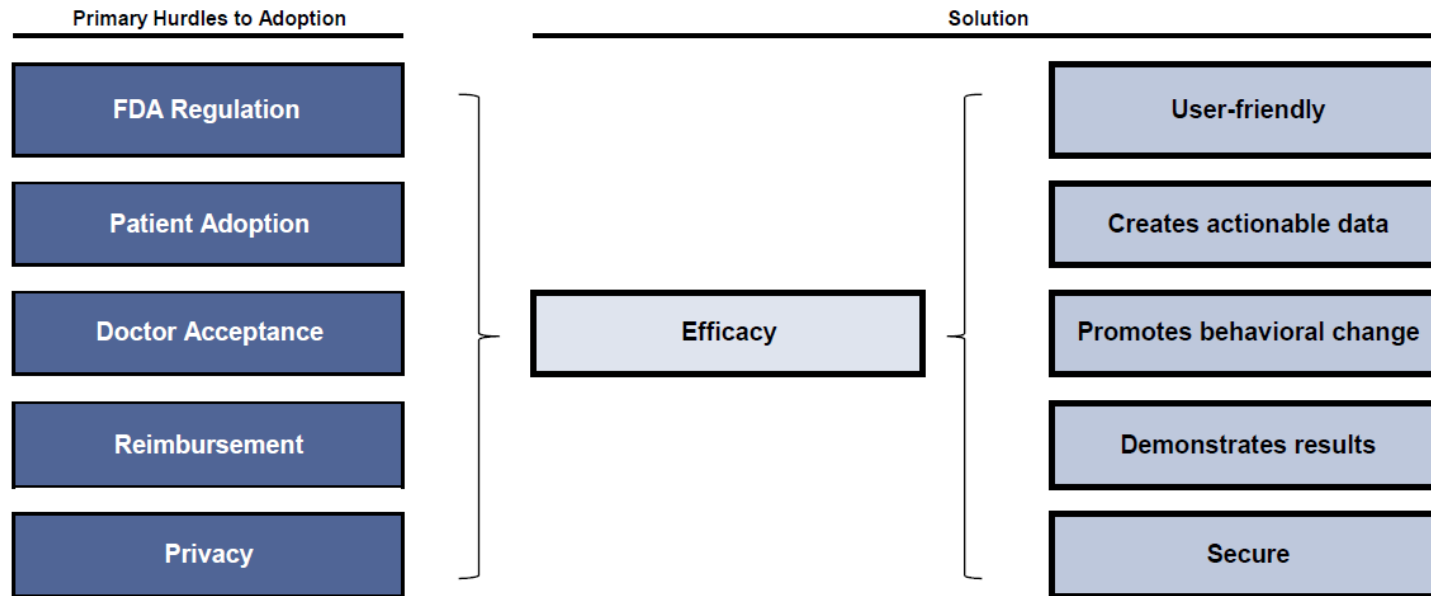 Primary Hurdles to Adoption
Solution
FDA Regulation
Patient Adoption
Doctor Acceptance
Reimbursement
Privacy
Efficacy
User-friendly
Creates actionable data
Promotes behavioral change
Demonstrates results
Secure